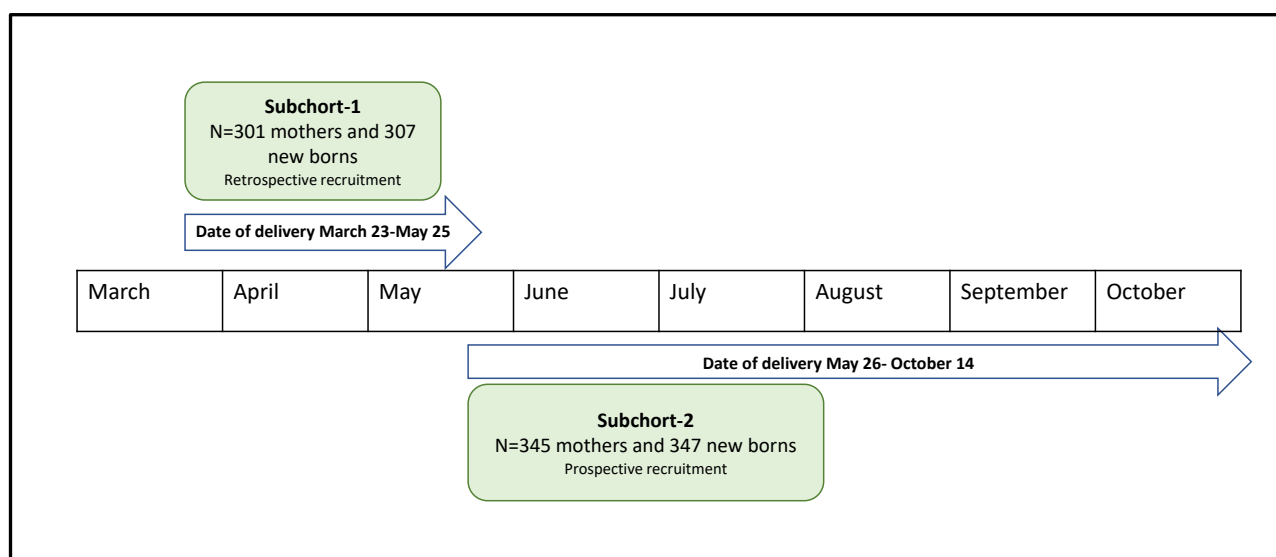 Subchort-1
N=301 mothers and 307
new borns
Retrospective recruitment
Date of delivery March 23-May 25
March April May June July August September October
Date of delivery May 26- October 14
Subchort-2
N=345 mothers and 347 new borns
Prospective recruitment